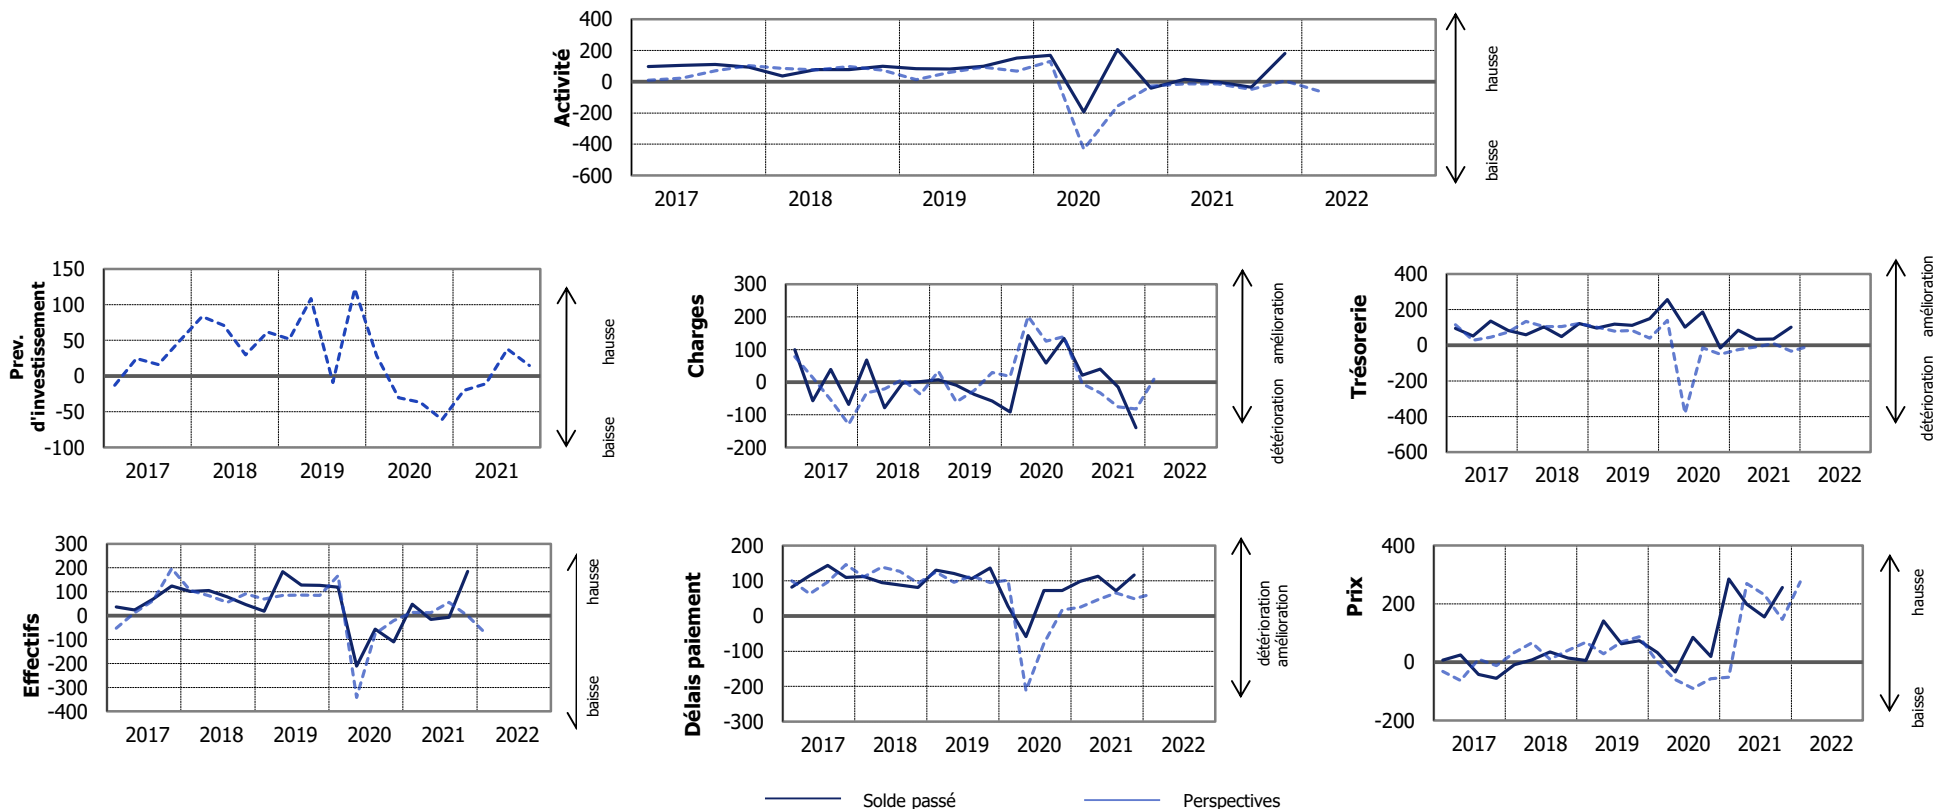 400
200
0
-200
-400
-600
Activité
2017 2018 2019 2020 2021 2022
hausse
baisse
150
100
50
0
-50
-100
Prev.
d'investissement
2017 2018 2019 2020 2021
hausse
baisse
300
200
100
0
-100
-200
Charges
2017 2018 2019 2020 2021 2022
amélioration
détérioration
400
200
0
-200
-400
-600
Trésorerie
2017 2018 2019 2020 2021 2022
amélioration
détérioration
300
200
100
0
-100
-200
-300
-400
Effectifs
2017 2018 2019 2020 2021 2022
hausse
baisse
200
100
0
-100
-200
-300
Délais paiement
2017 2018 2019 2020 2021 2022
détérioration
amélioration
400
200
0
-200
Prix
2017 2018 2019 2020 2021 2022
hausse
baisse
Solde passé
Perspectives